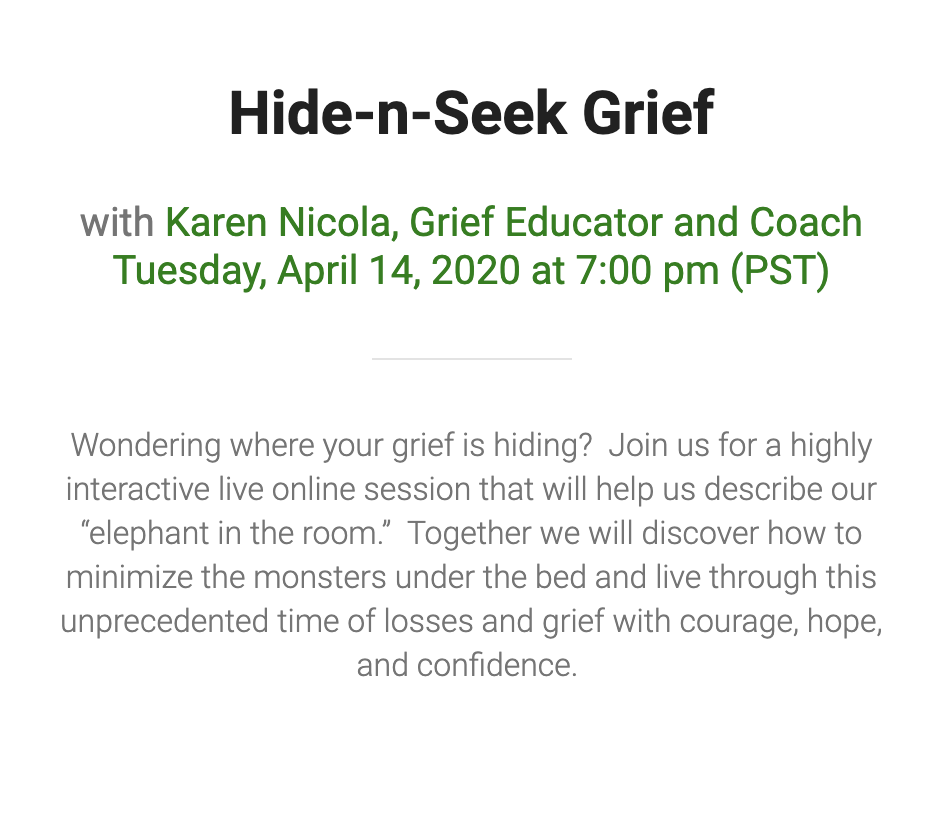 Hide-n-Seek Grief
with Karen Nicola, Grief Educator and Coach
Tuesday, April 14, 2020 at 7:00 pm (PST)
Wondering where your grief is hiding?  Join us for a highly
interactive live online session that will help us describe our
“elephant in the room.”  Together we will discover how to
minimize the monsters under the bed and live through this
unprecedented time of losses and grief with courage, hope,
and confidence.